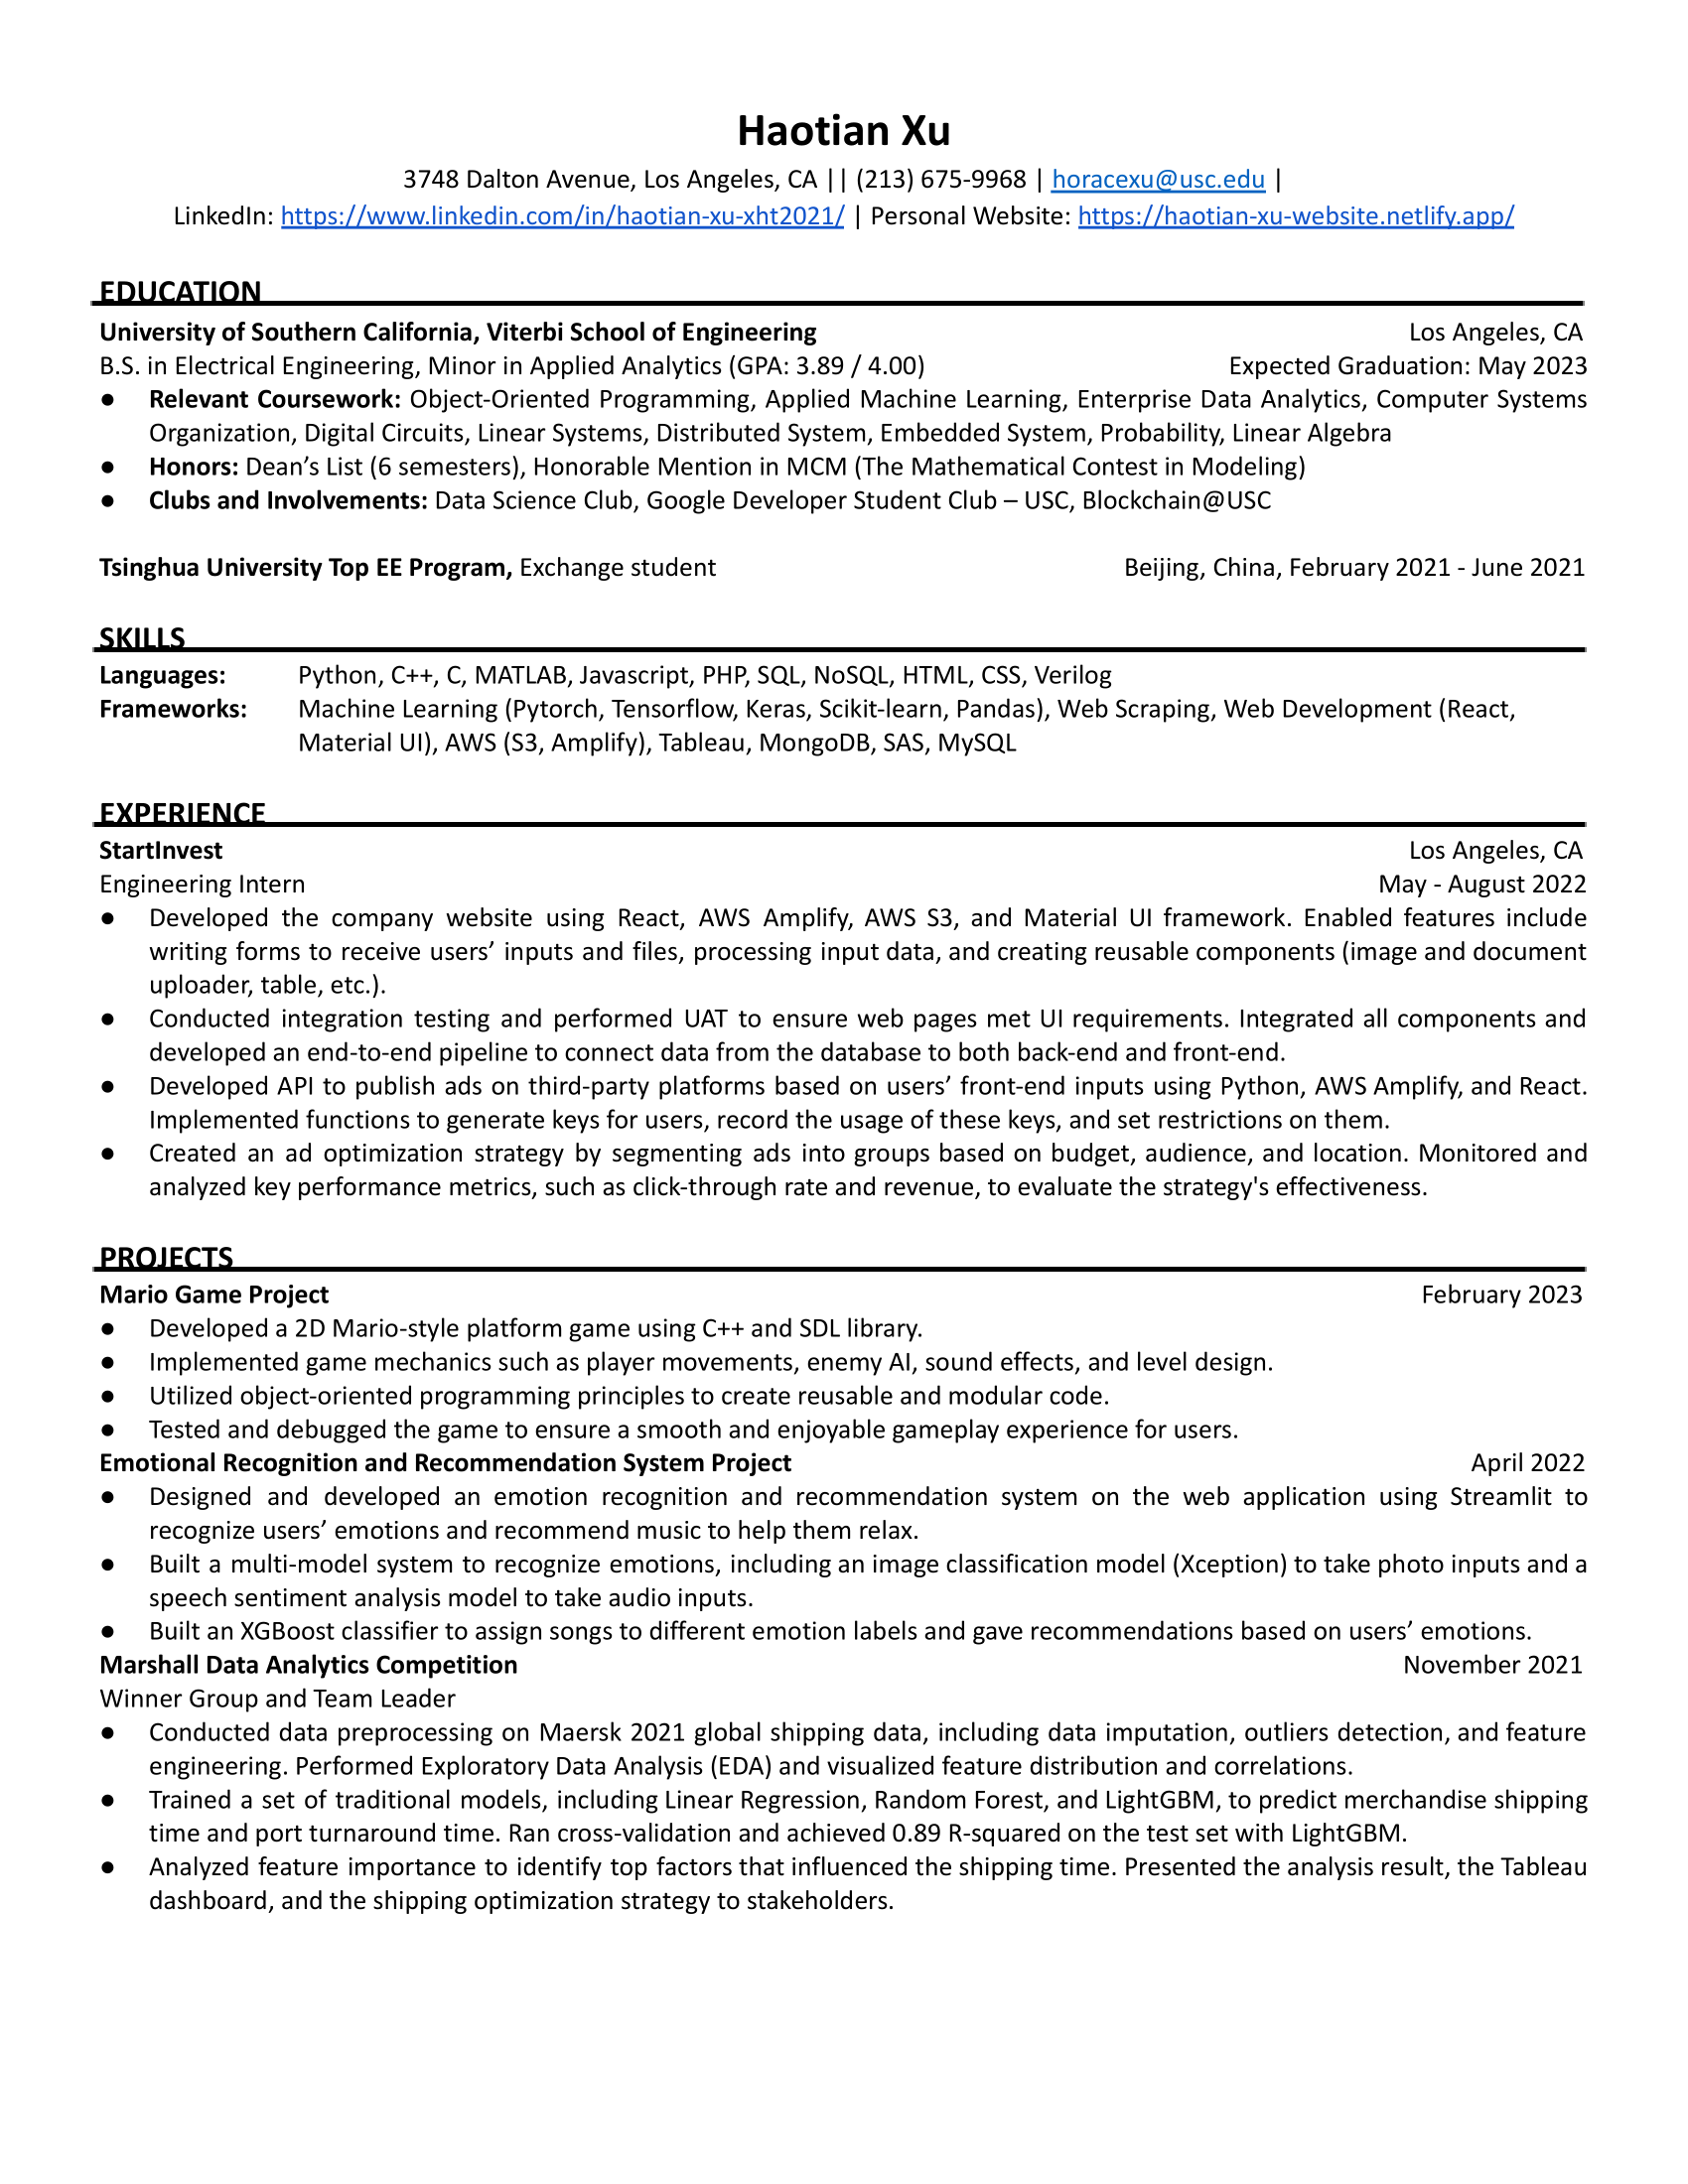 Haotian Xu
3748 Dalton Avenue, Los Angeles, CA || (213) 675-9968 | horacexu@usc.edu |
LinkedIn: https://www.linkedin.com/in/haotian-xu-xht2021/ | Personal Website: https://haotian-xu-website.netlify.app/
EDUCATION
University of Southern California, Viterbi School of Engineering Los Angeles, CA
B.S. in Electrical Engineering, Minor in Applied Analytics (GPA: 3.89 / 4.00) Expected Graduation: May 2023
● Relevant Coursework: Object-Oriented Programming, Applied Machine Learning, Enterprise Data Analytics, Computer Systems
Organization, Digital Circuits, Linear Systems, Distributed System, Embedded System, Probability, Linear Algebra
● Honors: Dean’s List (6 semesters), Honorable Mention in MCM (The Mathematical Contest in Modeling)
● Clubs and Involvements: Data Science Club, Google Developer Student Club – USC, Blockchain@USC
Tsinghua University Top EE Program, Exchange student Beijing, China, February 2021 - June 2021
SKILLS
Languages: Python, C++, C, MATLAB, Javascript, PHP, SQL, NoSQL, HTML, CSS, Verilog
Frameworks: Machine Learning (Pytorch, Tensorflow, Keras, Scikit-learn, Pandas), Web Scraping, Web Development (React,
Material UI), AWS (S3, Amplify), Tableau, MongoDB, SAS, MySQL
EXPERIENCE
StartInvest Los Angeles, CA
Engineering Intern May - August 2022
● Developed the company website using React, AWS Amplify, AWS S3, and Material UI framework. Enabled features include
writing forms to receive users’ inputs and files, processing input data, and creating reusable components (image and document
uploader, table, etc.).
● Conducted integration testing and performed UAT to ensure web pages met UI requirements. Integrated all components and
developed an end-to-end pipeline to connect data from the database to both back-end and front-end.
● Developed API to publish ads on third-party platforms based on users’ front-end inputs using Python, AWS Amplify, and React.
Implemented functions to generate keys for users, record the usage of these keys, and set restrictions on them.
● Created an ad optimization strategy by segmenting ads into groups based on budget, audience, and location. Monitored and
analyzed key performance metrics, such as click-through rate and revenue, to evaluate the strategy's effectiveness.
PROJECTS
Mario Game Project February 2023
● Developed a 2D Mario-style platform game using C++ and SDL library.
● Implemented game mechanics such as player movements, enemy AI, sound effects, and level design.
● Utilized object-oriented programming principles to create reusable and modular code.
● Tested and debugged the game to ensure a smooth and enjoyable gameplay experience for users.
Emotional Recognition and Recommendation System Project April 2022
● Designed and developed an emotion recognition and recommendation system on the web application using Streamlit to
recognize users’ emotions and recommend music to help them relax.
● Built a multi-model system to recognize emotions, including an image classification model (Xception) to take photo inputs and a
speech sentiment analysis model to take audio inputs.
● Built an XGBoost classifier to assign songs to different emotion labels and gave recommendations based on users’ emotions.
Marshall Data Analytics Competition November 2021
Winner Group and Team Leader
● Conducted data preprocessing on Maersk 2021 global shipping data, including data imputation, outliers detection, and feature
engineering. Performed Exploratory Data Analysis (EDA) and visualized feature distribution and correlations.
● Trained a set of traditional models, including Linear Regression, Random Forest, and LightGBM, to predict merchandise shipping
time and port turnaround time. Ran cross-validation and achieved 0.89 R-squared on the test set with LightGBM.
● Analyzed feature importance to identify top factors that influenced the shipping time. Presented the analysis result, the Tableau
dashboard, and the shipping optimization strategy to stakeholders.